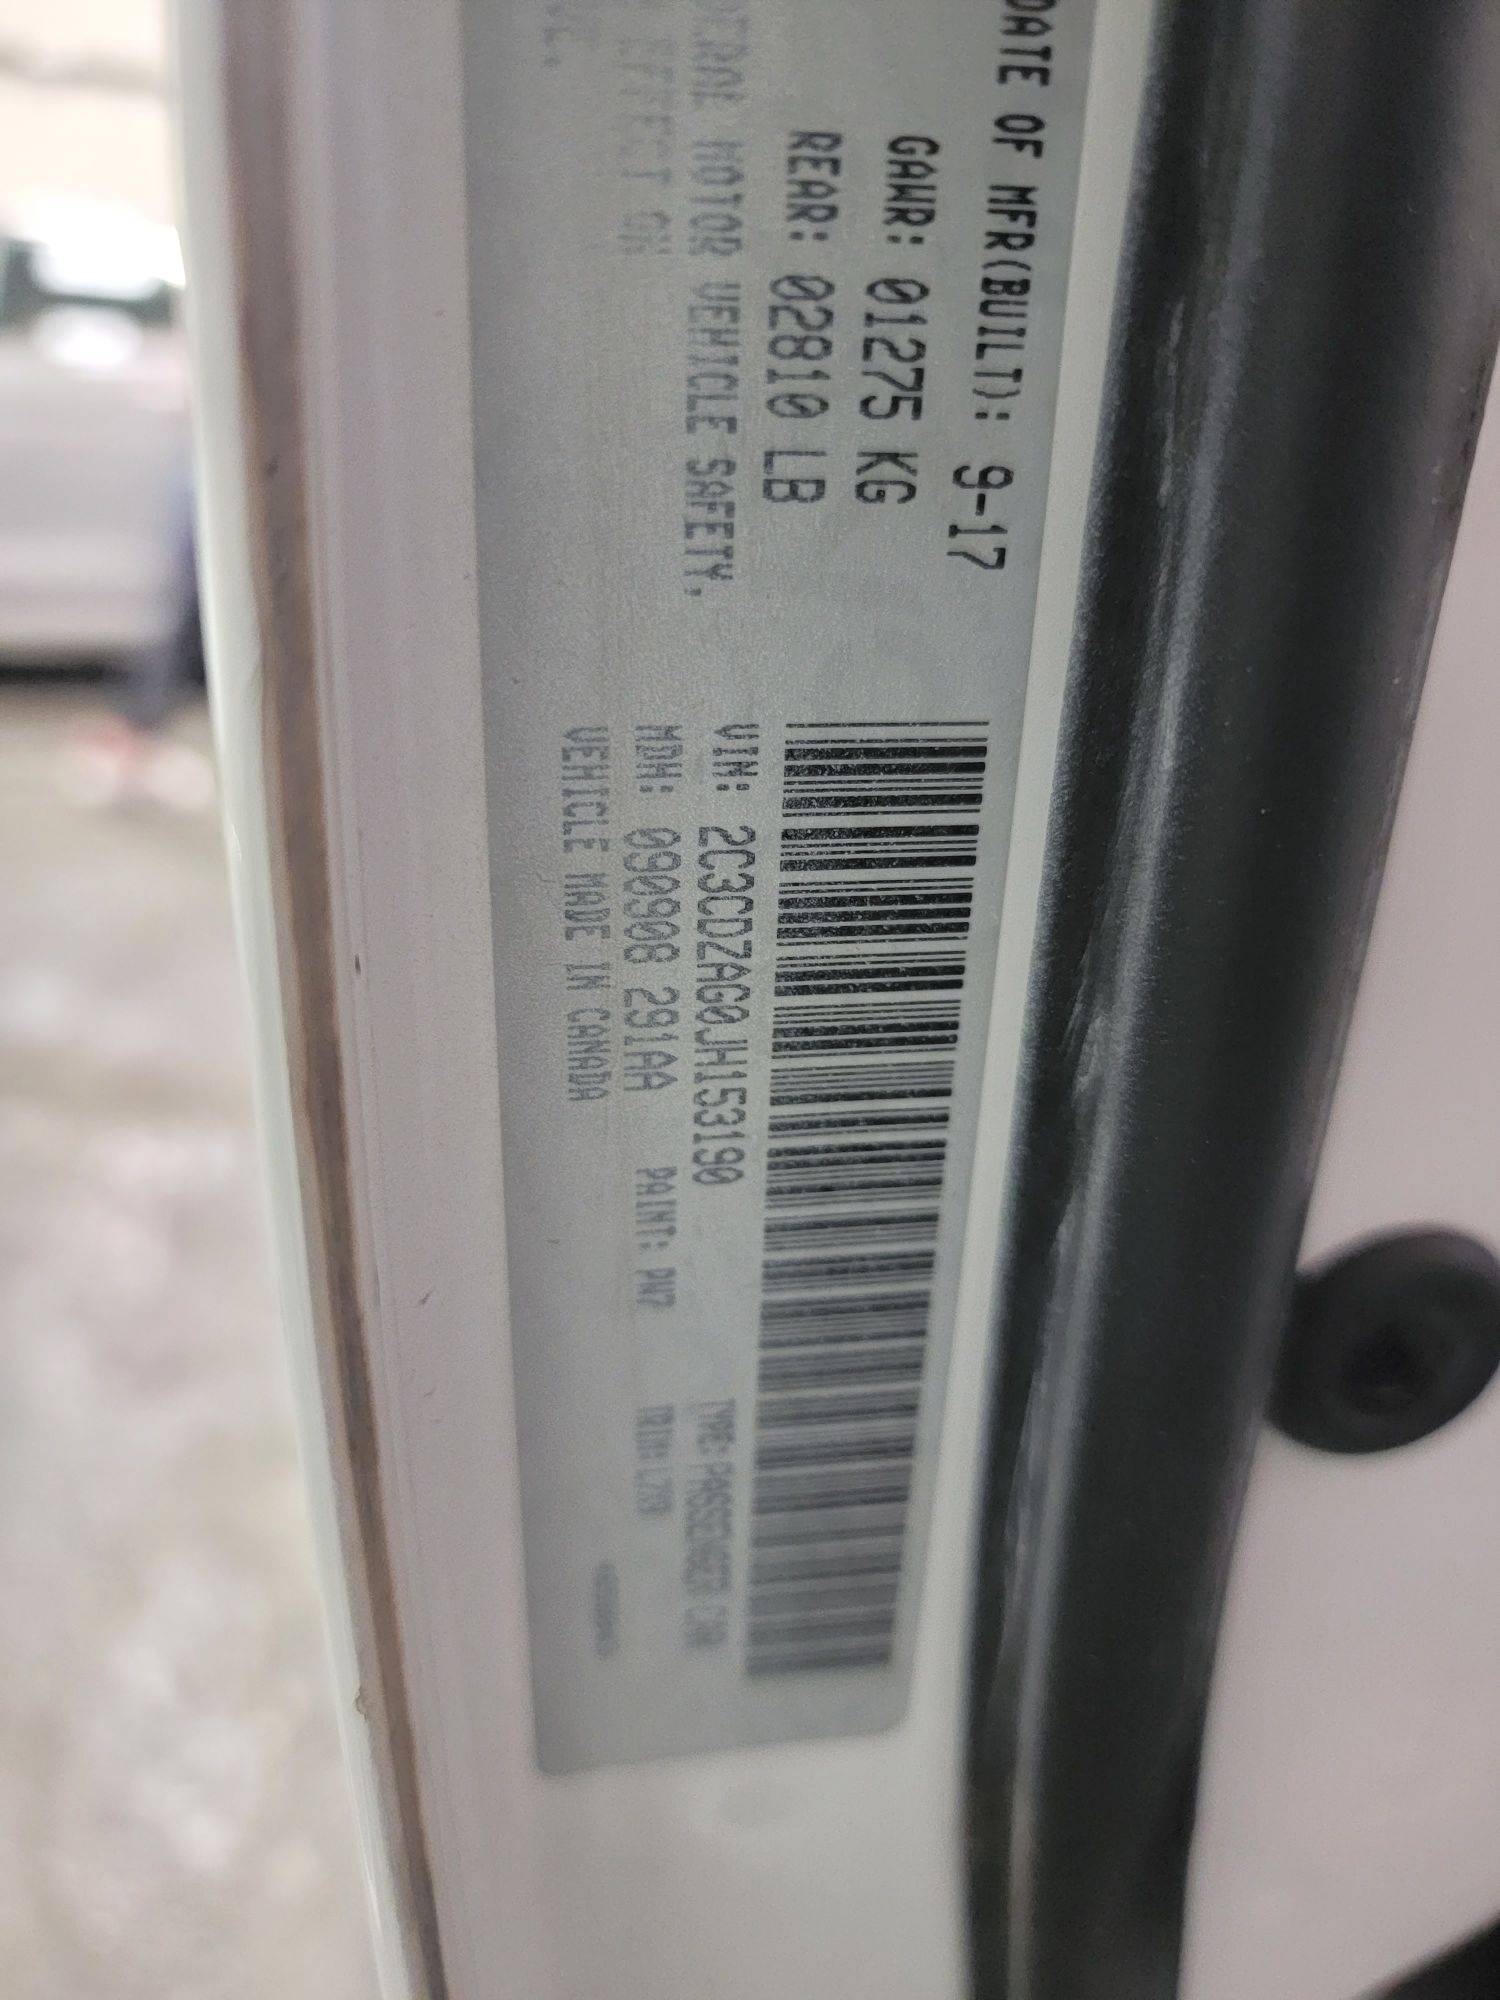 DATE OF MFR(BUILT): 9-17
GAWR: 01275 KG
REAR: 02810 LB
MOTOR VEHICLE SAFETY,
EFFECT ON
VIN: 2C3CDZAG0JH153190
TYPE: PASSENGER CAR
MDH: 090908 291AA PAINT: PW7 TRIM:
VEHICLE MADE IN CANADA